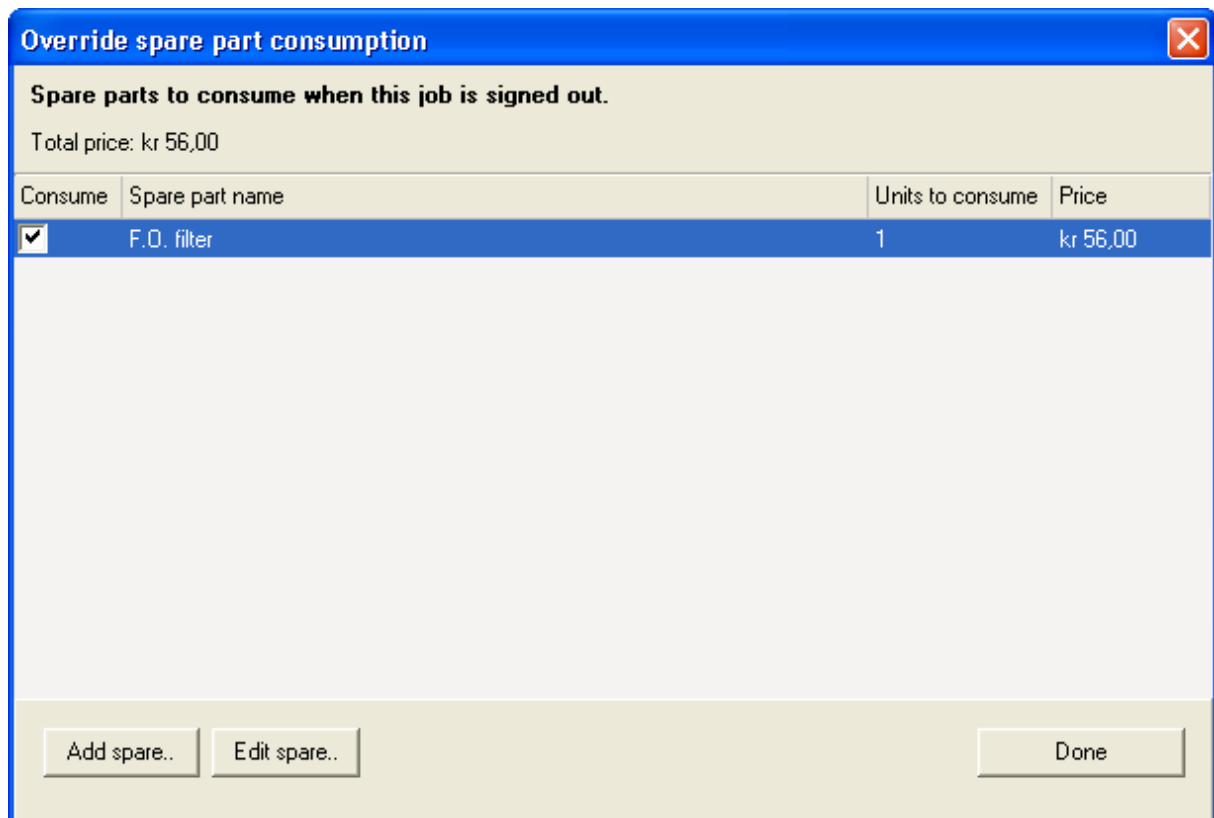 Override spare part consumption
Spare parts to consume when this job is signed out.
Total price: kr 56,00
Consume Spare part name Units to consume Price
F.O. filter 1 kr 56,00
Add spare.. Edit spare.. Done